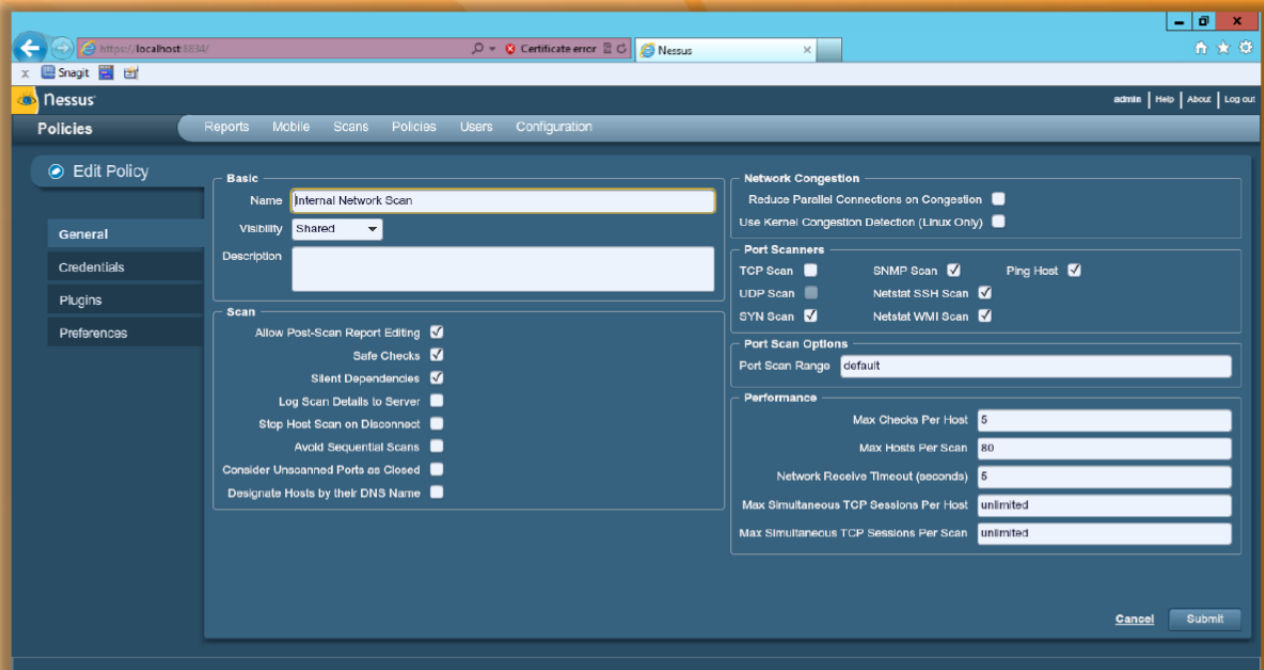 https://localhost:8834/
Certificate error
Nessus
Snagit
Nessus
admin | Help | About | Log out
Policies
Reports
Mobile
Scans
Policies
Users
Configuration
Edit Policy
General
Credentials
Plugins
Preferences
Basic
Name Internal Network Scan
Visibility Shared
Description
Scan
Allow Post-Scan Report Editing
Safe Checks
Silent Dependencies
Log Scan Details to Server
Stop Host Scan on Disconnect
Avoid Sequential Scans
Consider Unscanned Ports as Closed
Designate Hosts by their DNS Name
Network Congestion
Reduce Parallel Connections on Congestion
Use Kernel Congestion Detection (Linux Only)
Port Scanners
TCP Scan SNMP Scan Ping Host
UDP Scan Netstat SSH Scan
SYN Scan Netstat WMI Scan
Port Scan Options
Port Scan Range default
Performance
Max Checks Per Host 5
Max Hosts Per Scan 80
Network Receive Timeout (seconds) 5
Max Simultaneous TCP Sessions Per Host unlimited
Max Simultaneous TCP Sessions Per Scan unlimited
Cancel Submit